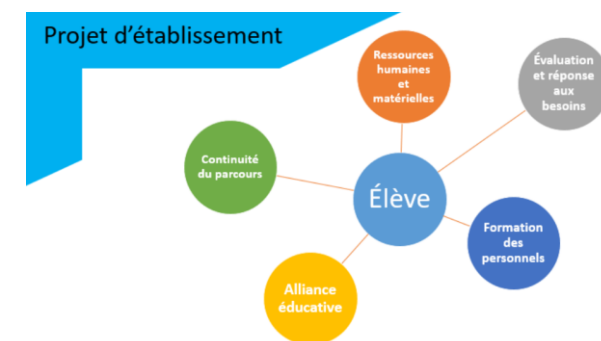 Projet d'établissement
Ressources
humaines
et
matérielles
Évaluation
et réponse
aux
besoins
Continuité
du parcours
Élève
Formation
des
personnels
Alliance
éducative